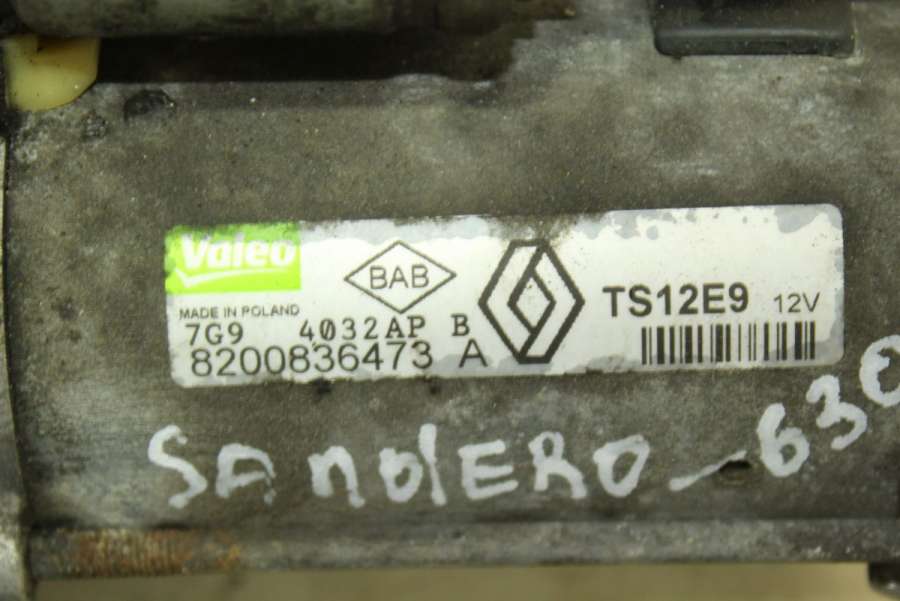 Valeo
BAB
TS12E9 12V
MADE IN POLAND
7G9 4032AP B
8200836473 A
SANDERO-630